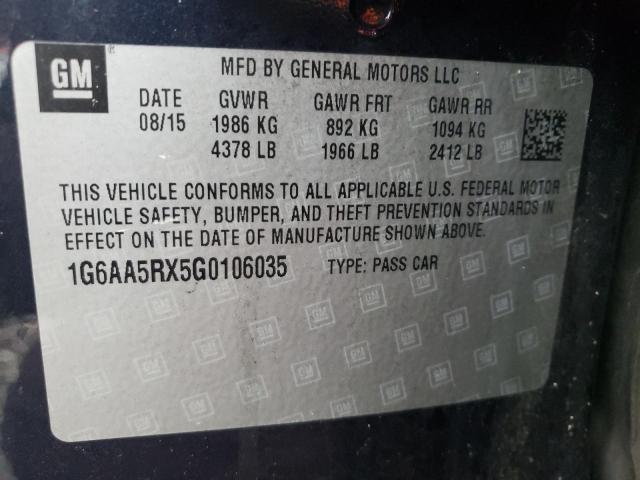 GM ®
MFD BY GENERAL MOTORS LLC
DATE GVWR GAWR FRT GAWR RR
08/15 1986 KG 892 KG 1094 KG
4378 LB 1966 LB 2412 LB
THIS VEHICLE CONFORMS TO ALL APPLICABLE U.S. FEDERAL MOTOR
VEHICLE SAFETY, BUMPER, AND THEFT PREVENTION STANDARDS IN
EFFECT ON THE DATE OF MANUFACTURE SHOWN ABOVE.
1G6AA5RX5G0106035 TYPE: PASS CAR